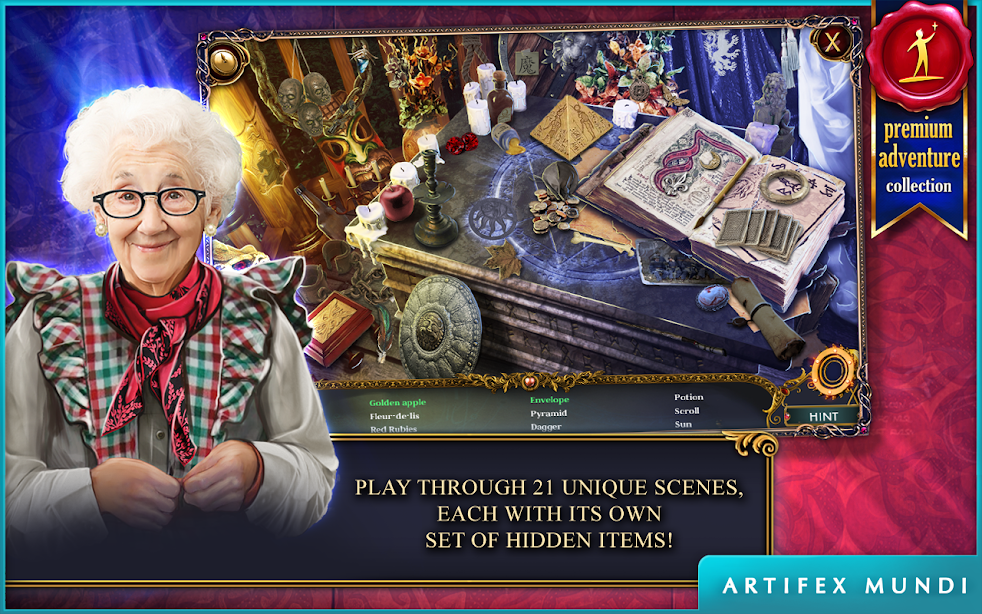 X
premium
adventure
collection
魔
Golden apple
Envelope
Potion
Fleur-de-lis
Pyramid
Scroll
Red Rubies
Dagger
Sun
HINT
PLAY THROUGH 21 UNIQUE SCENES,
EACH WITH ITS OWN
SET OF HIDDEN ITEMS!
ARTIFEX MUNDI